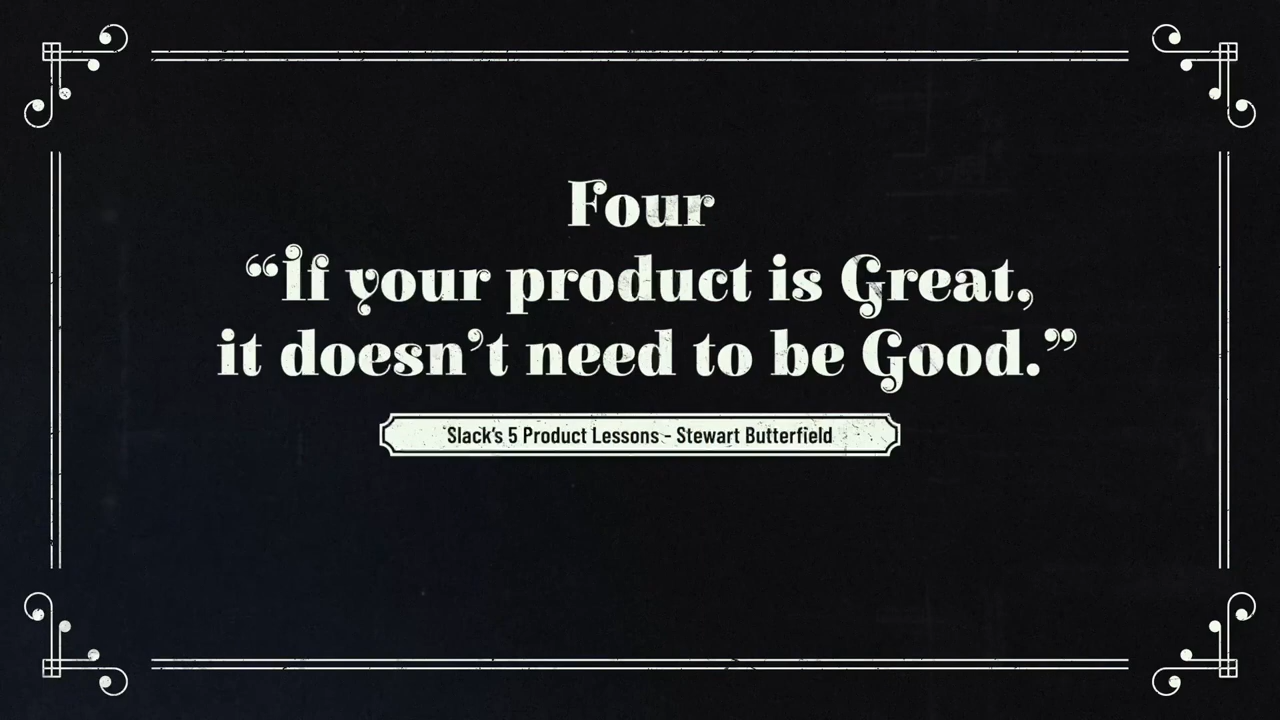 Four
“If your product is Great,
it doesn’t need to be Good.”
Slack’s 5 Product Lessons - Stewart Butterfield